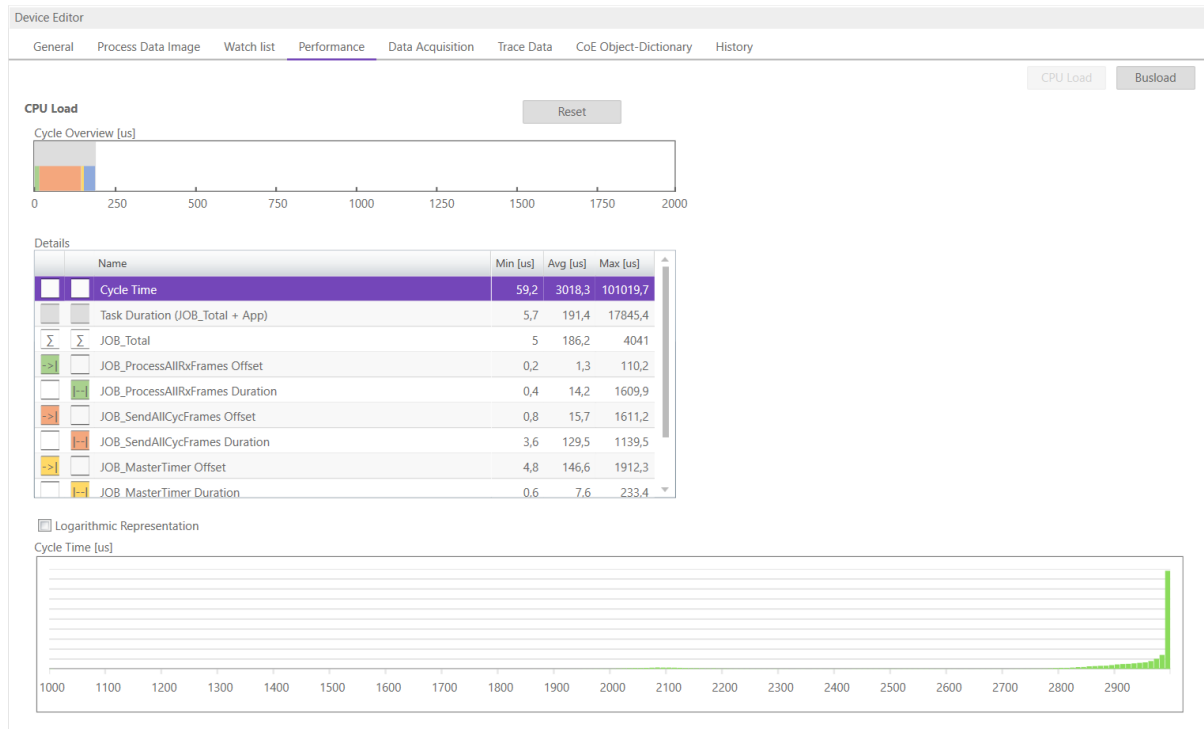 Device Editor
General Process Data Image Watch list Performance Data Acquisition Trace Data CoE Object-Dictionary History
CPU Load Busload
CPU Load Reset
Cycle Overview [us]
0 250 500 750 1000 1250 1500 1750 2000
Details
Name Min [us] Avg [us] Max [us]
Cycle Time 59,2 3018,3 101019,7
Task Duration (JOB_Total + App) 5,7 191,4 17845,4
Σ Σ JOB_Total 5 186,2 4041
->| JOB_ProcessAllRxFrames Offset 0,2 1,3 110,2
|--| JOB_ProcessAllRxFrames Duration 0,4 14,2 1609,9
->| JOB_SendAllCycFrames Offset 0,8 15,7 1611,2
|--| JOB_SendAllCycFrames Duration 3,6 129,5 1139,5
->| JOB_MasterTimer Offset 4,8 146,6 1912,3
|--| JOB_MasterTimer Duration 0,6 7,6 233,4
Logarithmic Representation
Cycle Time [us]
1000 1100 1200 1300 1400 1500 1600 1700 1800 1900 2000 2100 2200 2300 2400 2500 2600 2700 2800 2900